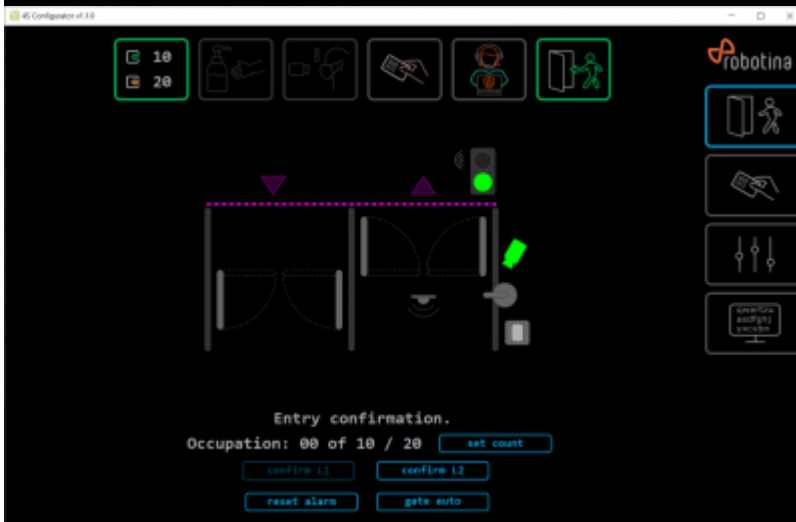 4S Configurator v1.3.0
10
20
robotina
Entry confirmation.
Occupation: 00 of 10 / 20 set count
confirm L1 confirm L2
reset alarm gate auto